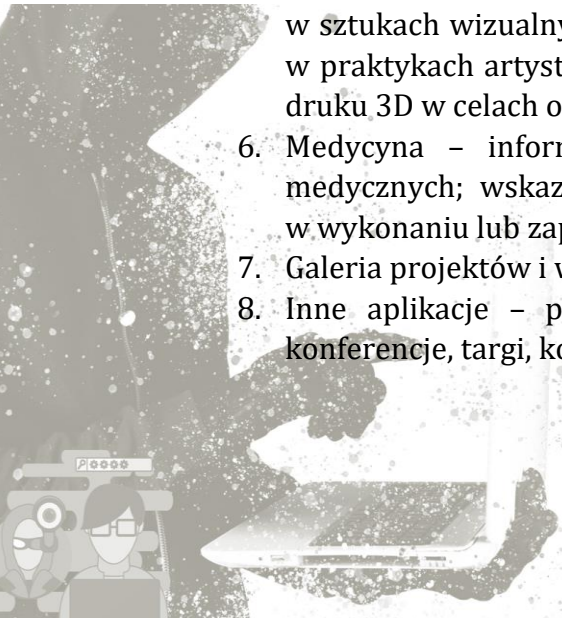 w sztukach wizualny
w praktykach artyst
druku 3D w celach o
6. Medycyna – infor
medycznych; wskaz
w wykonaniu lub zap
7. Galeria projektów i w
8. Inne aplikacje – p
konferencje, targi, ko